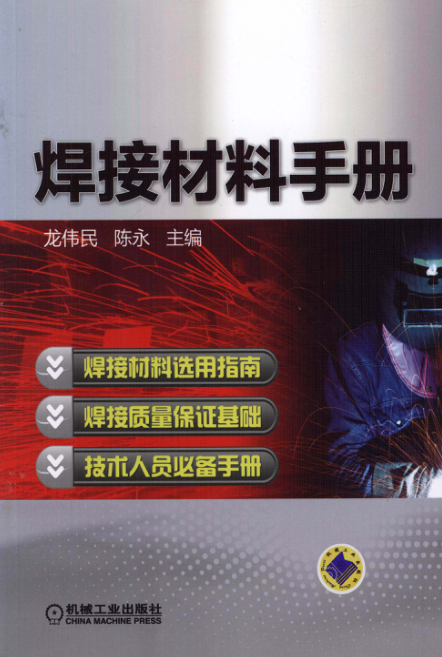 焊接材料手册
龙伟民 陈永 主编
焊接材料选用指南
焊接质量保证基础
技术人员必备手册
机械工业出版社
CHINA MACHINE PRESS